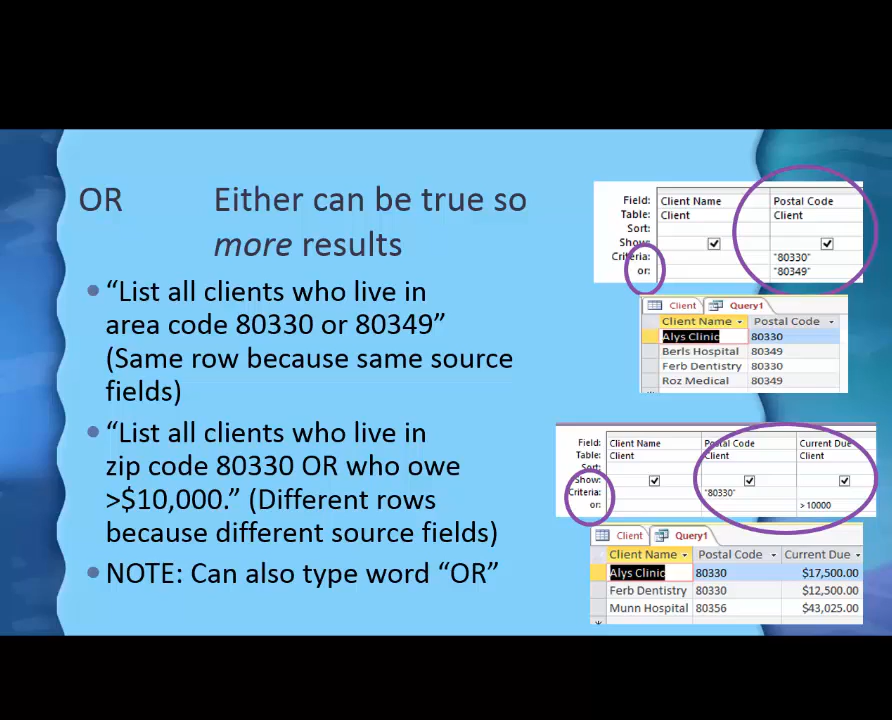 OR Either can be true so
more results
• “List all clients who live in
area code 80330 or 80349”
(Same row because same source
fields)
• “List all clients who live in
zip code 80330 OR who owe
>$10,000.” (Different rows
because different source fields)
• NOTE: Can also type word “OR”
Field: Client Name Postal Code
Table: Client Client
Sort:
Show:
Criteria: "80330"
or: "80349"
Client Query1
Client Name Postal Code
Alys Clinic 80330
Berls Hospital 80349
Ferb Dentistry 80330
Roz Medical 80349
Field: Client Name Postal Code Current Due
Table: Client Client Client
Sort:
Show:
Criteria: "80330"
or: > 10000
Client Query1
Client Name Postal Code Current Due
Alys Clinic 80330 $17,500.00
Ferb Dentistry 80330 $12,500.00
Munn Hospital 80356 $43,025.00